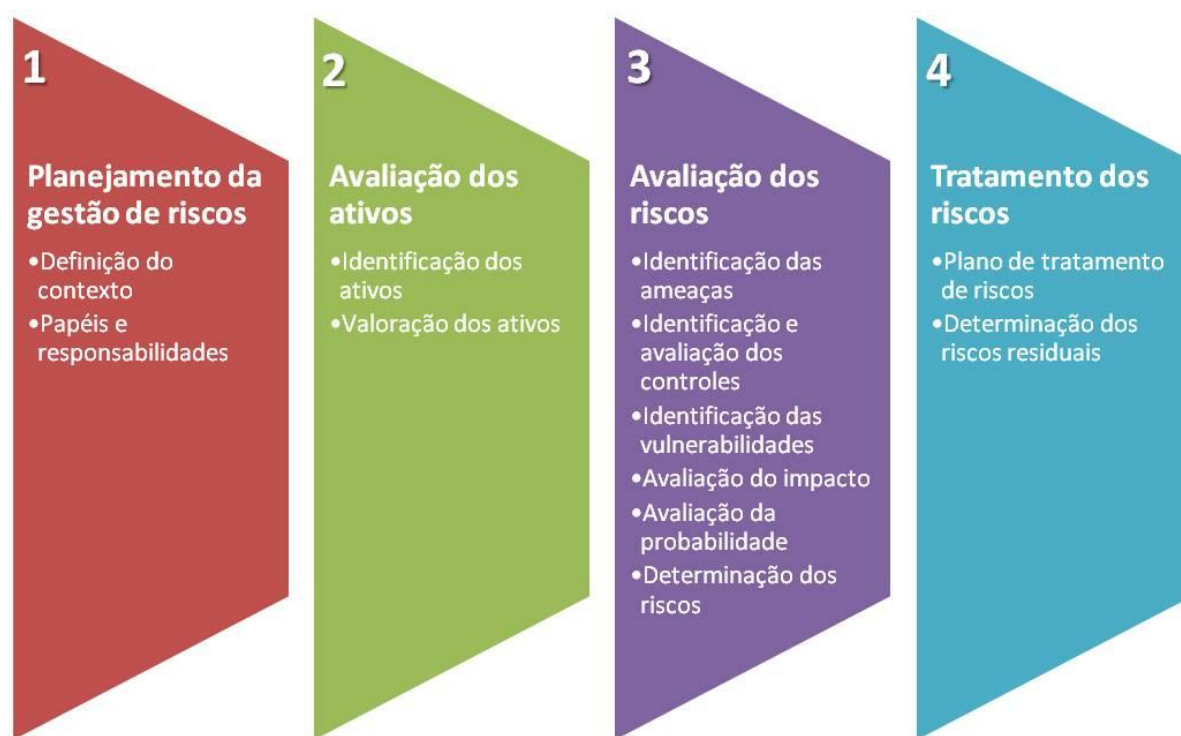 1
Planejamento da
gestão de riscos
•Definição do
contexto
•Papéis e
responsabilidades
2
Avaliação dos
ativos
•Identificação dos
ativos
•Valoração dos ativos
3
Avaliação dos
riscos
•Identificação das
ameaças
•Identificação e
avaliação dos
controles
•Identificação das
vulnerabilidades
•Avaliação do impacto
•Avaliação da
probabilidade
•Determinação dos
riscos
4
Tratamento dos
riscos
•Plano de tratamento
de riscos
•Determinação dos
riscos residuais